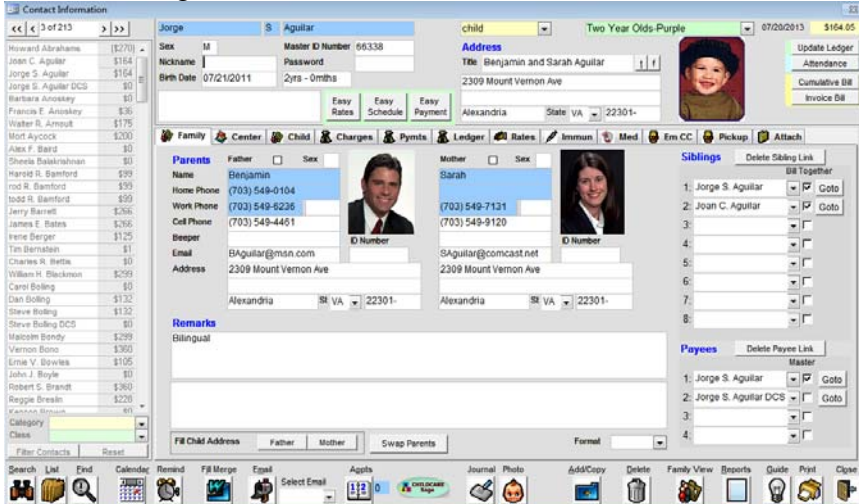 Contact Information
<< < 3 of 213 > >>
Jorge S Aguilar child Two Year Olds-Purple 07/20/2013 $164.05
Sex M Master ID Number 66338 Address
Nickname Password Title Benjamin and Sarah Aguilar ! f
Birth Date 07/21/2011 2yrs - 0mths 2309 Mount Vernon Ave
Easy Rates Easy Schedule Easy Payment
Alexandria State VA 22301-
Update Ledger
Attendance
Cumulative Bill
Invoice Bill
Howard Abrahams ($270)
Joan C. Aguilar $164
Jorge S. Aguilar $164
Jorge S. Aguilar DCS $0
Barbara Anoskey $0
Francis E. Anoskey $36
Walter R. Arnoult $175
Mort Aycock $200
Alex F. Baird $0
Sheela Balakrishnan $0
Harold R. Bamford $99
rod R. Bamford $99
todd R. Bamford $99
Jerry Barrett $266
James E. Bates $266
Irene Berger $125
Tim Bernstein $1
Charles R. Bettis $0
William H. Blackmon $299
Carol Boling $0
Dan Bolling $132
Steve Boling $132
Steve Boling DCS $0
Malcolm Bondy $299
Vernon Bono $360
Ernie V. Bowles $105
John J. Boyle $0
Robert S. Brandt $360
Reggie Breslin $228
Kennon Brown $0
Category
Class
Filter Contacts Reset
Family Center Child Charges Pymts Ledger Rates Immun Med Em CC Pickup Attach
Parents Father Sex Mother Sex
Name Benjamin Sarah
Home Phone (703) 549-0104
Work Phone (703) 549-6236 (703) 549-7131
Cell Phone (703) 549-4461 (703) 549-9120
Beeper ID Number ID Number
Email BAguilar@msn.com SAguilar@comcast.net
Address 2309 Mount Vernon Ave 2309 Mount Vernon Ave
Alexandria St VA 22301- Alexandria St VA 22301-
Remarks
Bilingual
Fill Child Address Father Mother Swap Parents Formal
Siblings Delete Sibling Link
Bill Together
1: Jorge S. Aguilar Goto
2: Joan C. Aguilar Goto
3:
4:
5:
6:
7:
8:
Payees Delete Payee Link
Master
1: Jorge S. Aguilar Goto
2: Jorge S. Aguilar DCS Goto
3:
4:
Search List Find Calendar Remind Fill Merge Email Appts Journal Photo Add/Copy Delete Family View Reports Guide Print Close
Select Email 12 0 CHILDCARE Sage